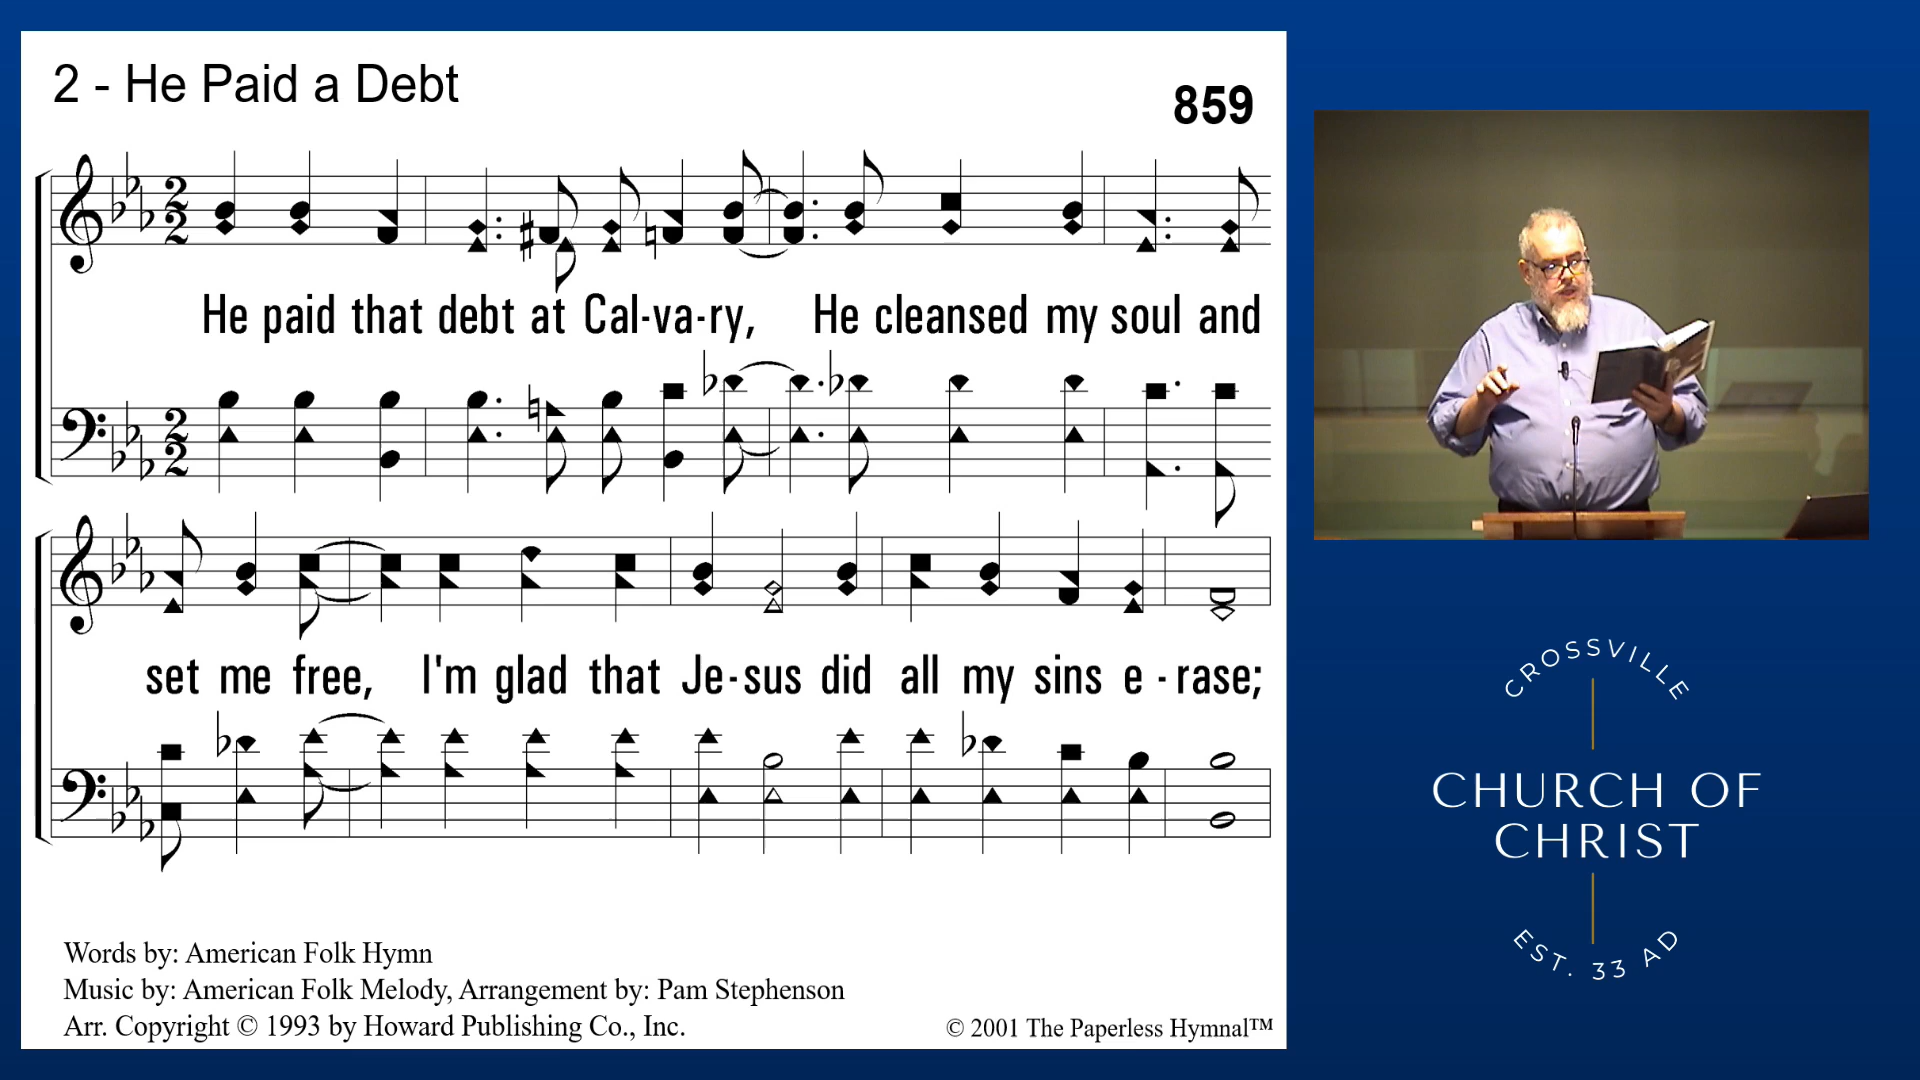 2 - He Paid a Debt
859
He paid that debt at Cal-va-ry, He cleansed my soul and
set me free, I'm glad that Je-sus did all my sins e - rase;
Words by: American Folk Hymn
Music by: American Folk Melody, Arrangement by: Pam Stephenson
Arr. Copyright © 1993 by Howard Publishing Co., Inc.
© 2001 The Paperless Hymnal™
CROSSVILLE
CHURCH OF
CHRIST
EST. 33 AD